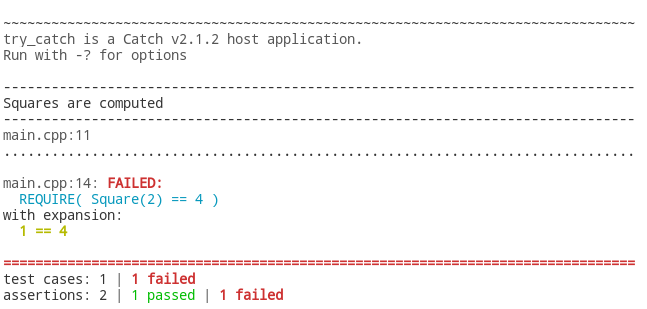 ~~~~~~~~~~~~~~~~~~~~~~~~~~~~~~~~~~~~~~~~~~~~~~~~~~~~~~~~~~~~~~~~~~~~~~~~~~~~~~~
try_catch is a Catch v2.1.2 host application.
Run with -? for options
-------------------------------------------------------------------------------
Squares are computed
-------------------------------------------------------------------------------
main.cpp:11
...............................................................................
main.cpp:14: FAILED:
REQUIRE( Square(2) == 4 )
with expansion:
1 == 4
===============================================================================
test cases: 1 | 1 failed
assertions: 2 | 1 passed | 1 failed